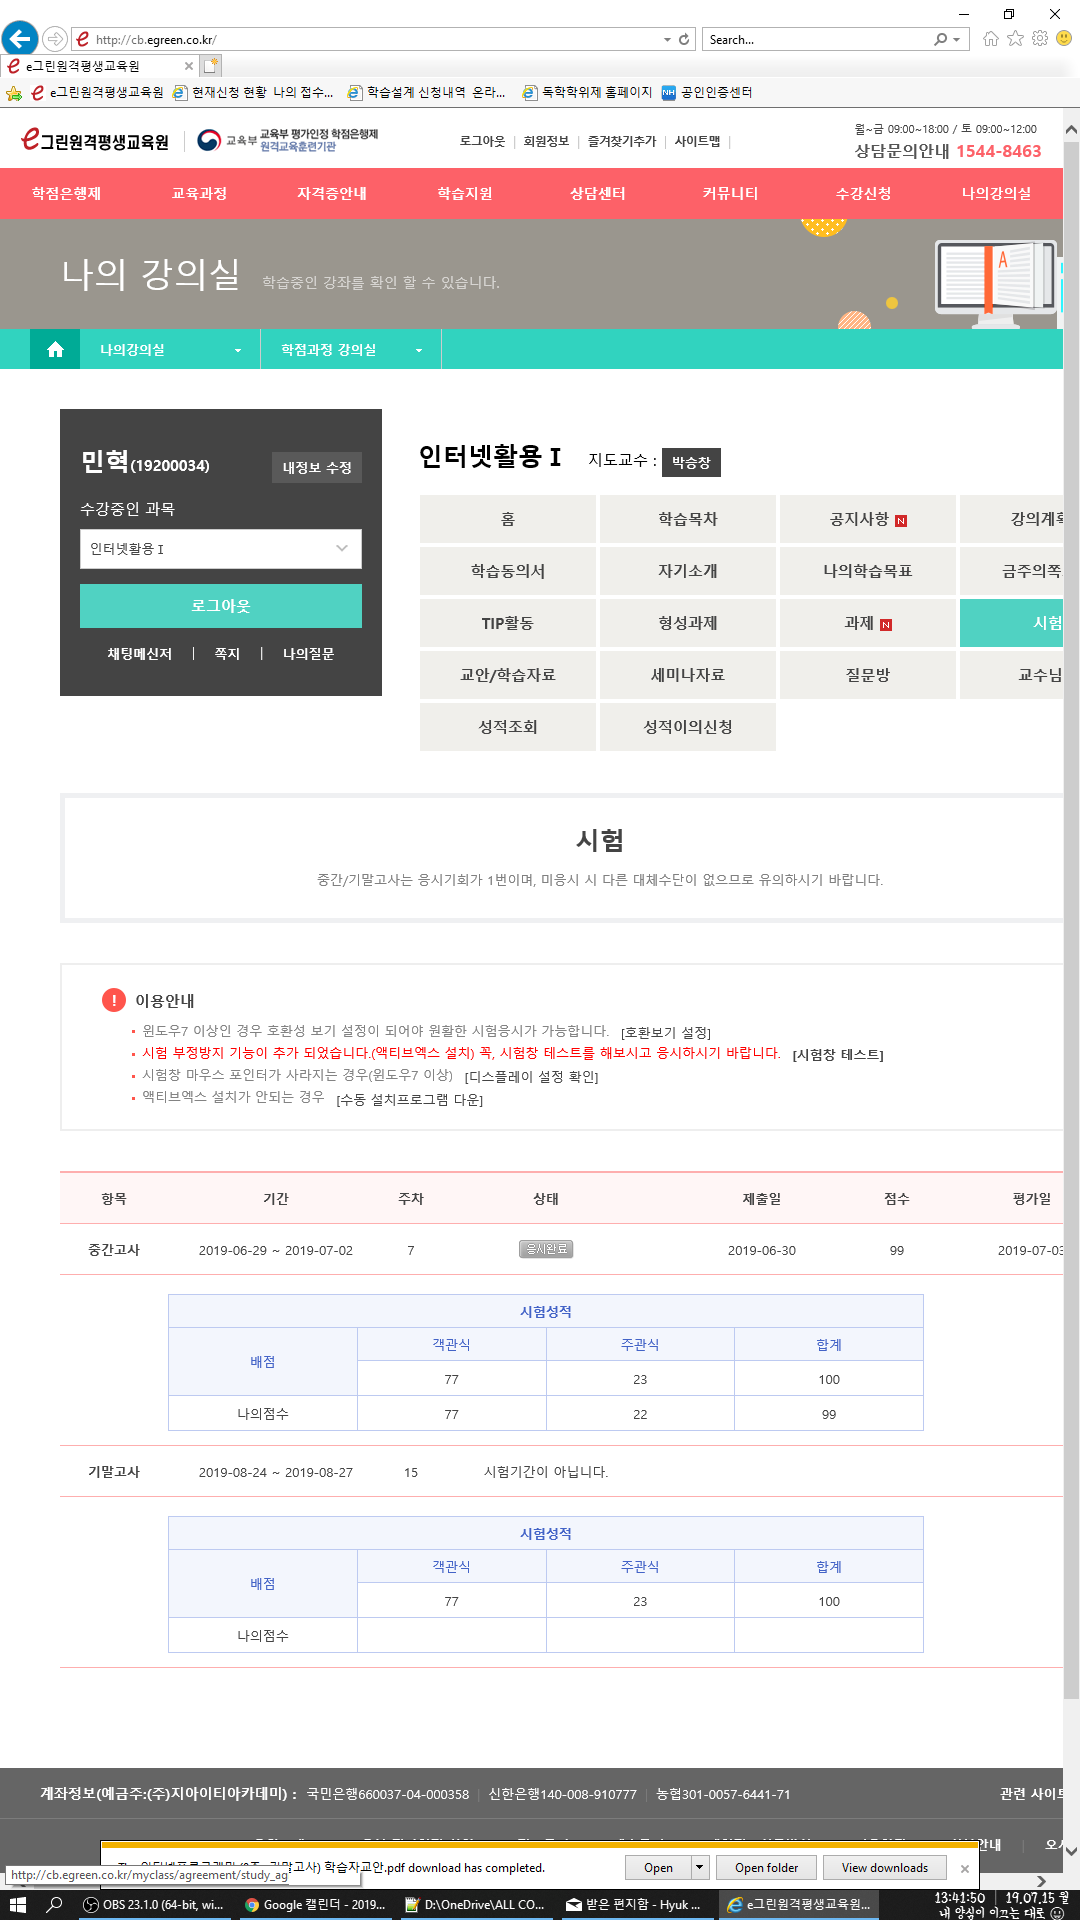 http://cb.egreen.co.kr/
Search...
e그린원격평생교육원
e그린원격평생교육원 현재신청 현황 나의 접수... 학습설계 신청내역 온라... 독학학위제 홈페이지 공인인증센터
e그린원격평생교육원
교육부 교육부 평가인정 학점은행제
원격교육훈련기관
로그아웃 | 회원정보 | 즐겨찾기추가 | 사이트맵 |
월~금 09:00~18:00 / 토 09:00~12:00
상담문의안내 1544-8463
학점은행제 교육과정 자격증안내 학습지원 상담센터 커뮤니티 수강신청 나의강의실
나의 강의실 학습중인 강좌를 확인 할 수 있습니다.
A
나의강의실 학점과정 강의실
민혁(19200034) 내정보 수정
수강중인 과목
인터넷활용 I
로그아웃
채팅메신저 | 쪽지 | 나의질문
인터넷활용 I 지도교수 : 박승창
홈 학습목차 공지사항 N 강의계획
학습동의서 자기소개 나의학습목표 금주의쪽
TIP활동 형성과제 과제 N 시험
교안/학습자료 세미나자료 질문방 교수님
성적조회 성적이의신청
시험
중간/기말고사는 응시기회가 1번이며, 미응시 시 다른 대체수단이 없으므로 유의하시기 바랍니다.
! 이용안내
윈도우7 이상인 경우 호환성 보기 설정이 되어야 원활한 시험응시가 가능합니다. [호환보기 설정]
시험 부정방지 기능이 추가 되었습니다.(액티브엑스 설치) 꼭, 시험창 테스트를 해보시고 응시하시기 바랍니다. [시험창 테스트]
시험창 마우스 포인터가 사라지는 경우(윈도우7 이상) [디스플레이 설정 확인]
액티브엑스 설치가 안되는 경우 [수동 설치프로그램 다운]
항목 기간 주차 상태 제출일 점수 평가일
중간고사 2019-06-29 ~ 2019-07-02 7 응시완료 2019-06-30 99 2019-07-03
시험성적
배점 객관식 주관식 합계
77 23 100
나의점수 77 22 99
기말고사 2019-08-24 ~ 2019-08-27 15 시험기간이 아닙니다.
시험성적
배점 객관식 주관식 합계
77 23 100
나의점수
계좌정보(예금주:(주)지아이티아카데미) : 국민은행660037-04-000358 | 신한은행140-008-910777 | 농협301-0057-6441-71 관련 사이트
학습자교안.pdf download has completed.
Open Open folder View downloads
http://cb.egreen.co.kr/myclass/agreement/study_ag
OBS 23.1.0 (64-bit, wi... Google 캘린더 - 2019... D:\OneDrive\ALL CO... 받은 편지함 - Hyuk ... e그린원격평생교육원...
13:41:50 19.07.15 월
내 양심이 이끄는 대로